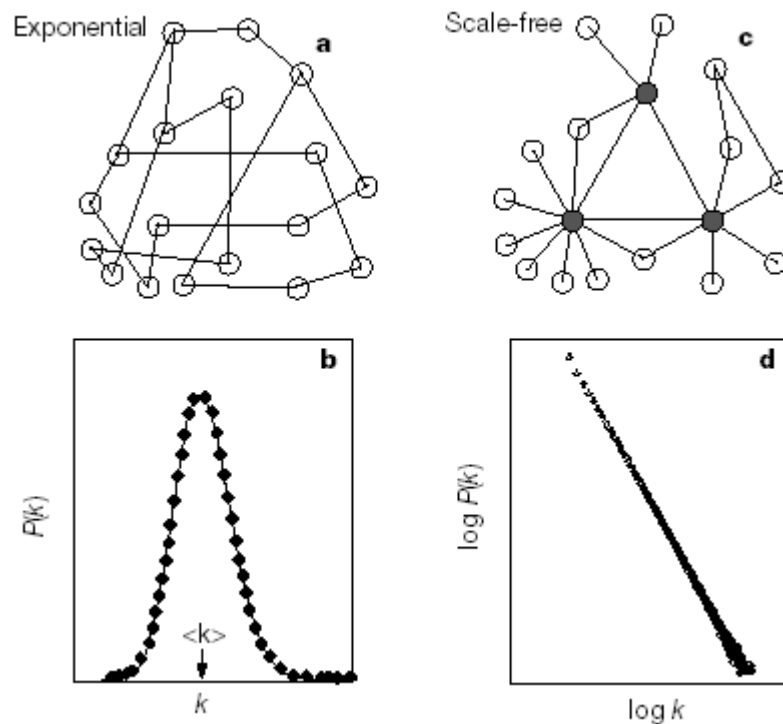 Exponential
a
Scale-free
c
b
P(k)
<k>
k
d
log P(k)
log k